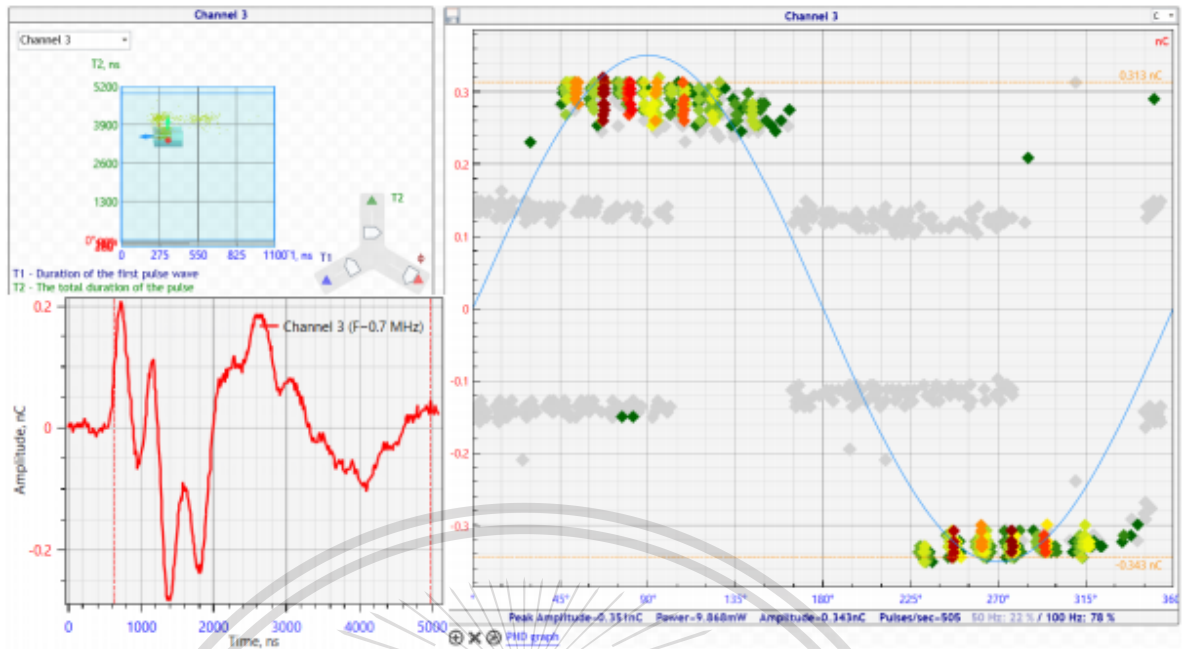 Channel 3
Channel 3
T2, ns
5200
3900
2600
1300
0
275
550
825
1100
T1, ns
T1
T2
ϕ
T1 - Duration of the first pulse wave
T2 - The total duration of the pulse
0.2
0
-0.2
Amplitude, nC
Channel 3 (F~0.7 MHz)
0
1000
2000
3000
4000
5000
Time, ns
Channel 3
C
nC
0.313 nC
0.3
0.2
0.1
0
-0.1
-0.2
-0.3
-0.343 nC
45°
90°
135°
180°
225°
270°
315°
360
Peak Amplitude=0.351nC Power=9.868mW Amplitude=0.343nC Pulses/sec=505 50 Hz: 22 % / 100 Hz: 78 %
PHD graph